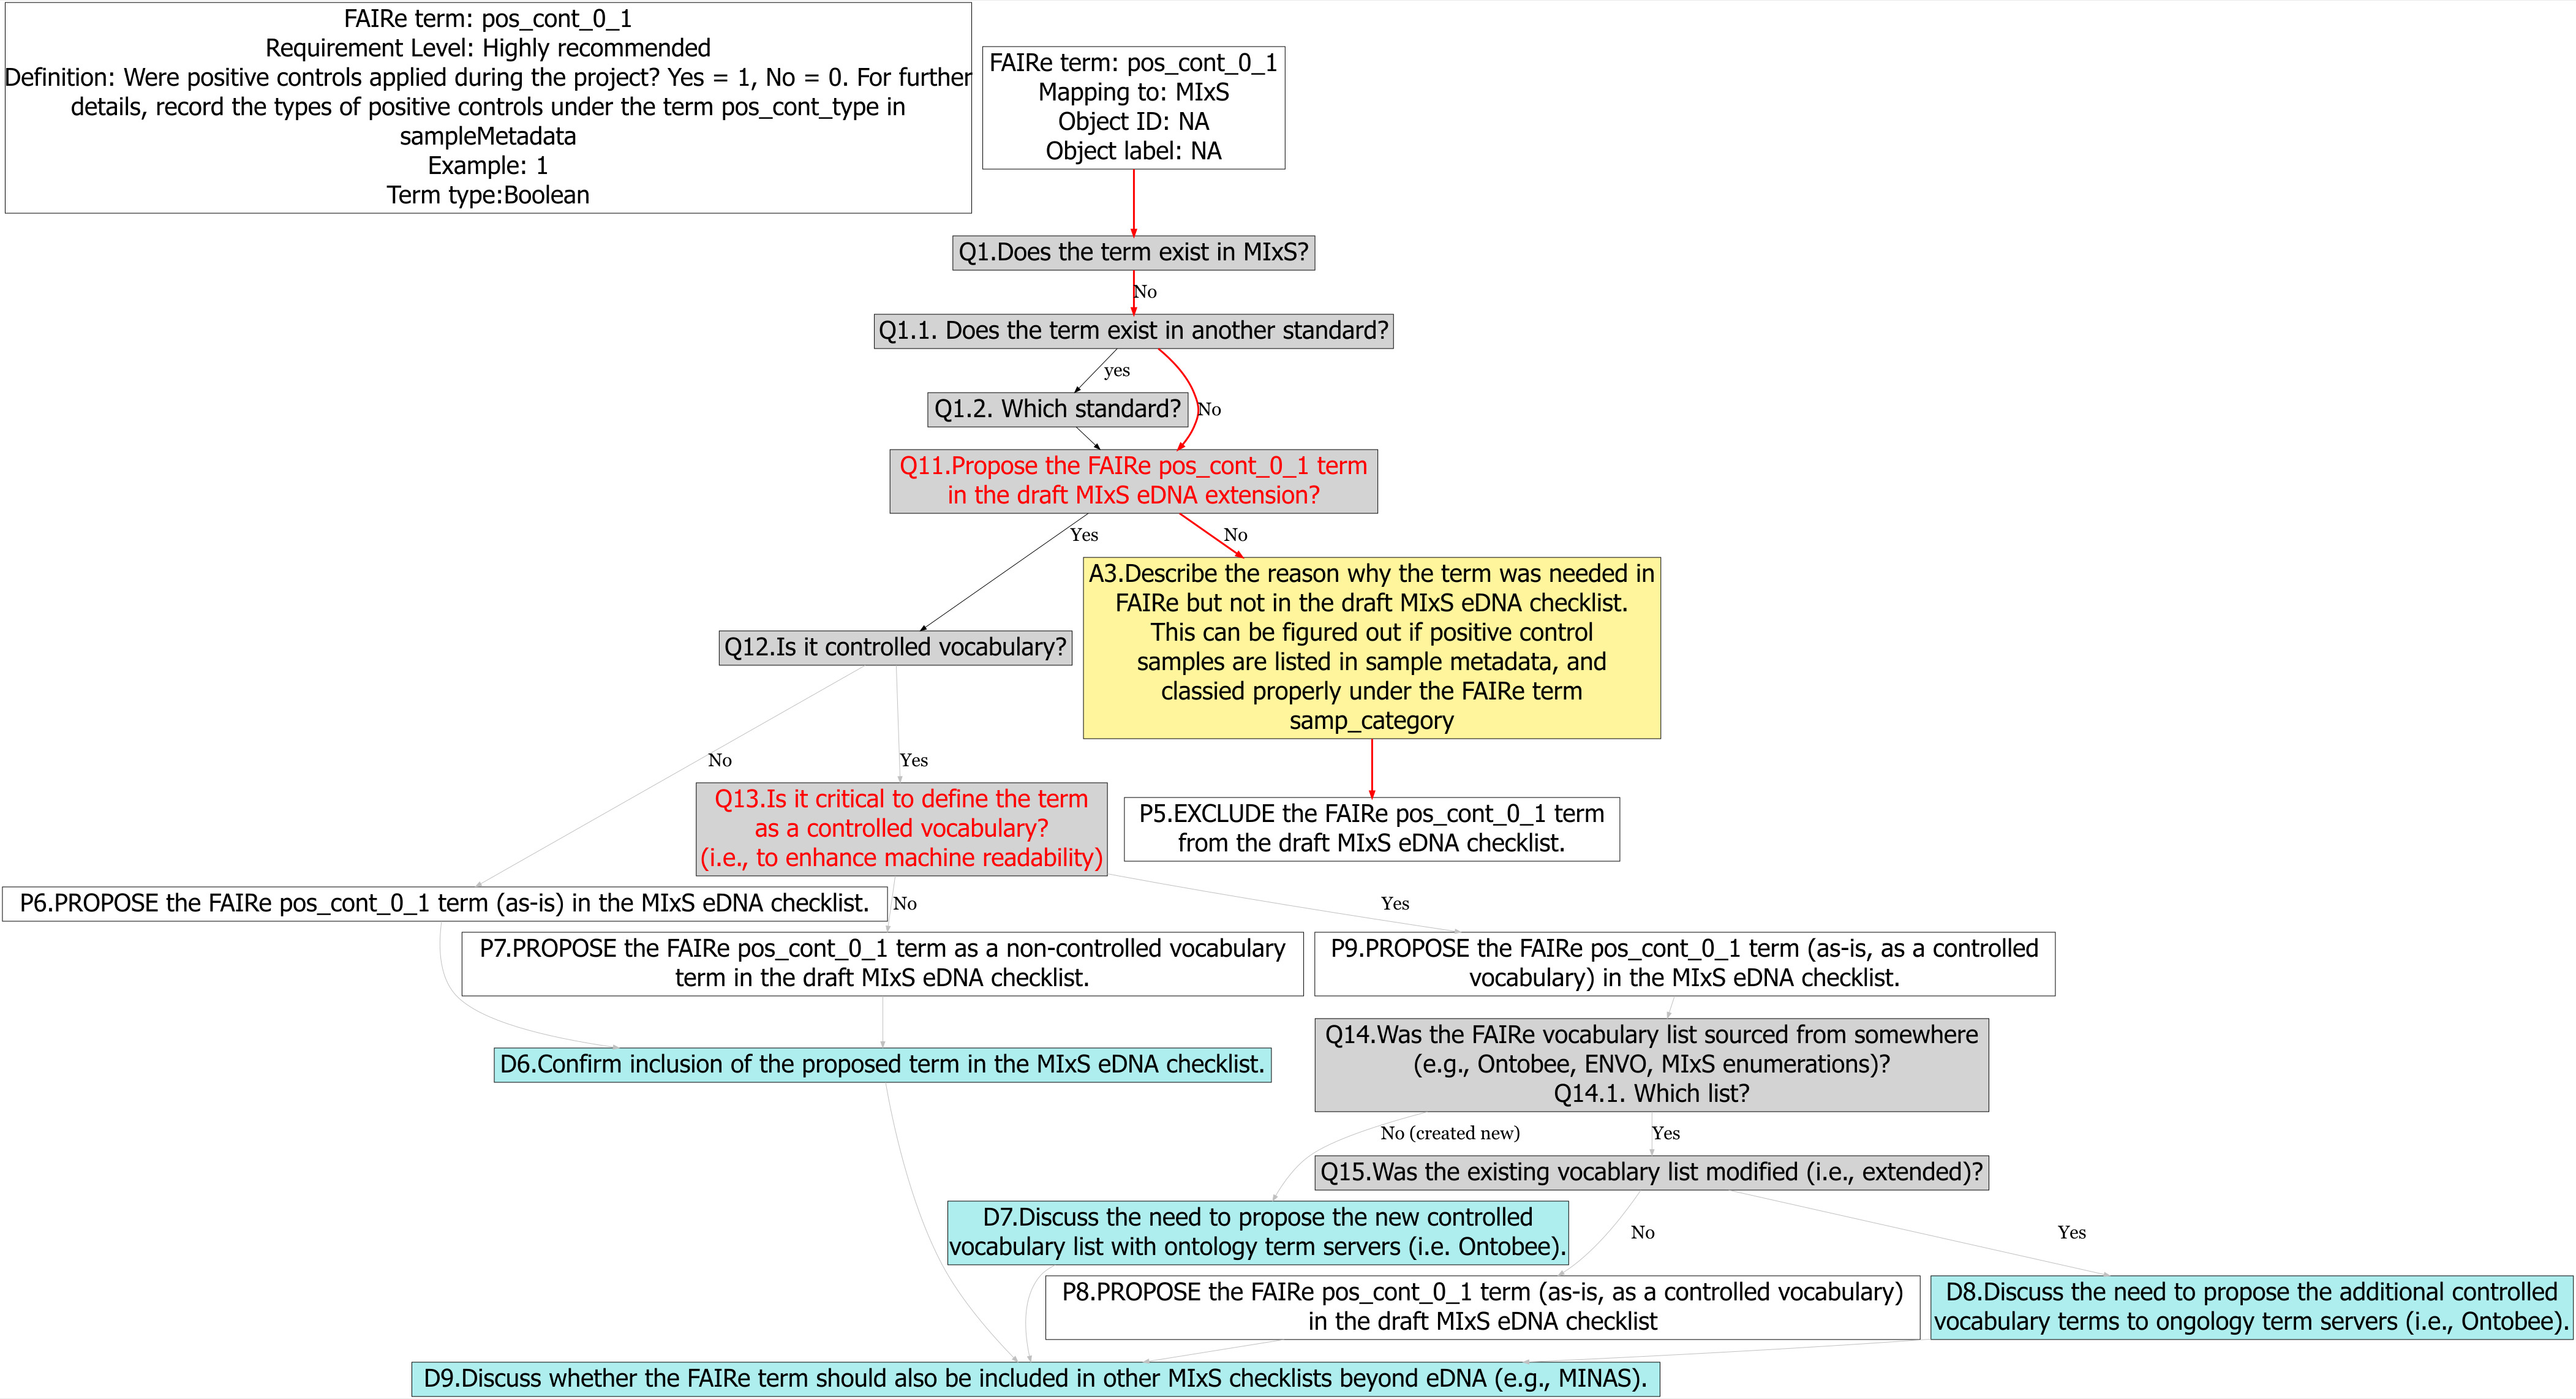 FAIRe term: pos_cont_0_1
Requirement Level: Highly recommended
Definition: Were positive controls applied during the project? Yes = 1, No = 0. For further
details, record the types of positive controls under the term pos_cont_type in
sampleMetadata
Example: 1
Term type:Boolean
FAIRe term: pos_cont_0_1
Mapping to: MIxS
Object ID: NA
Object label: NA
Q1.Does the term exist in MIxS?
No
Q1.1. Does the term exist in another standard?
yes
Q1.2. Which standard?
No
Q11.Propose the FAIRe pos_cont_0_1 term
in the draft MIxS eDNA extension?
Yes
No
A3.Describe the reason why the term was needed in
FAIRe but not in the draft MIxS eDNA checklist.
This can be figured out if positive control
samples are listed in sample metadata, and
classied properly under the FAIRe term
samp_category
Q12.Is it controlled vocabulary?
No
Yes
Q13.Is it critical to define the term
as a controlled vocabulary?
(i.e., to enhance machine readability)
P5.EXCLUDE the FAIRe pos_cont_0_1 term
from the draft MIxS eDNA checklist.
P6.PROPOSE the FAIRe pos_cont_0_1 term (as-is) in the MIxS eDNA checklist.
No
Yes
P7.PROPOSE the FAIRe pos_cont_0_1 term as a non-controlled vocabulary
term in the draft MIxS eDNA checklist.
P9.PROPOSE the FAIRe pos_cont_0_1 term (as-is, as a controlled
vocabulary) in the MIxS eDNA checklist.
D6.Confirm inclusion of the proposed term in the MIxS eDNA checklist.
Q14.Was the FAIRe vocabulary list sourced from somewhere
(e.g., Ontobee, ENVO, MIxS enumerations)?
Q14.1. Which list?
No (created new)
Yes
Q15.Was the existing vocablary list modified (i.e., extended)?
D7.Discuss the need to propose the new controlled
vocabulary list with ontology term servers (i.e. Ontobee).
No
Yes
P8.PROPOSE the FAIRe pos_cont_0_1 term (as-is, as a controlled vocabulary)
in the draft MIxS eDNA checklist
D8.Discuss the need to propose the additional controlled
vocabulary terms to ongology term servers (i.e., Ontobee).
D9.Discuss whether the FAIRe term should also be included in other MIxS checklists beyond eDNA (e.g., MINAS).